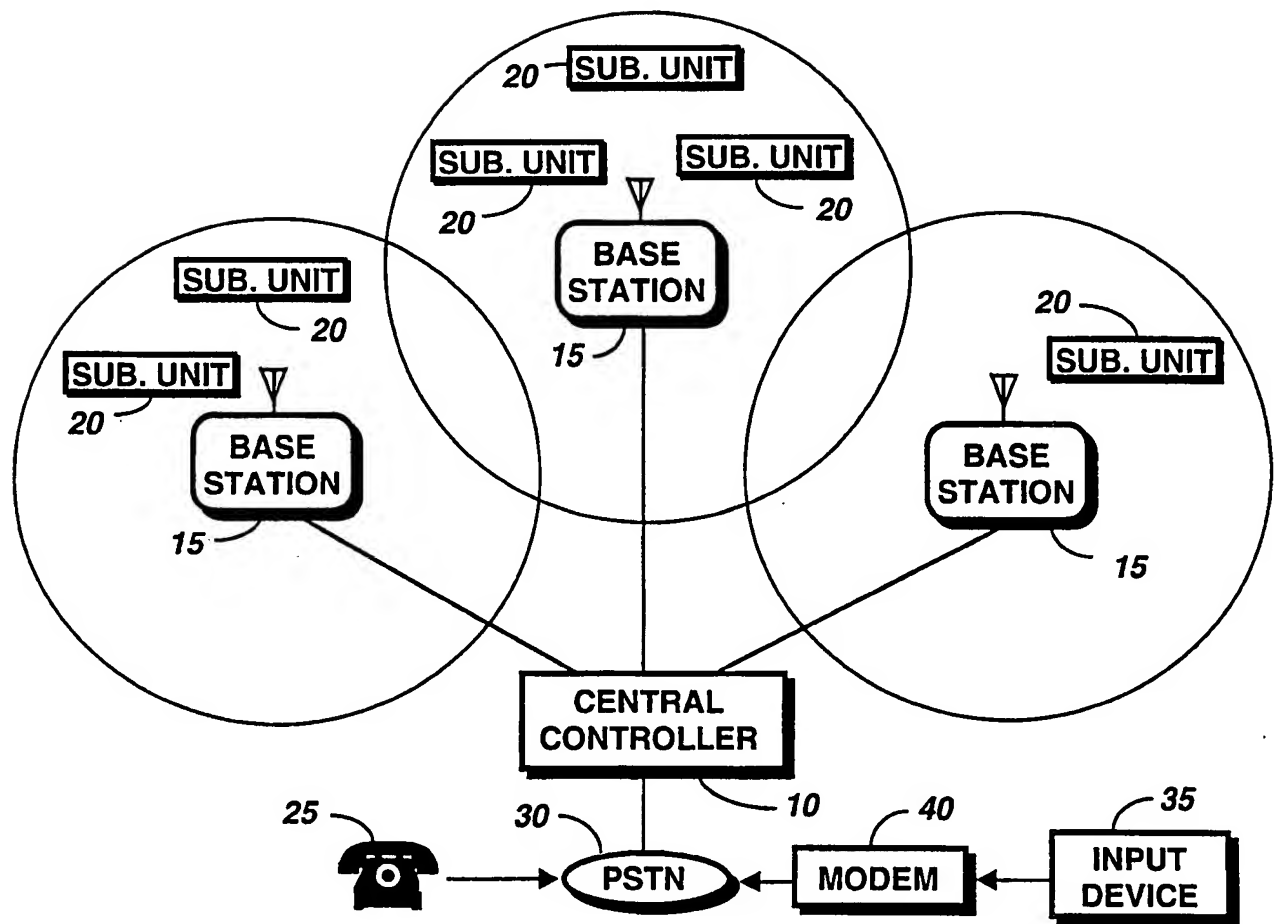 20 SUB. UNIT
SUB. UNIT
20
SUB. UNIT
20
BASE
STATION
15
SUB. UNIT
20
SUB. UNIT
20
BASE
STATION
15
20
SUB. UNIT
BASE
STATION
15
CENTRAL
CONTROLLER
10
25
30
PSTN
40
MODEM
35
INPUT
DEVICE